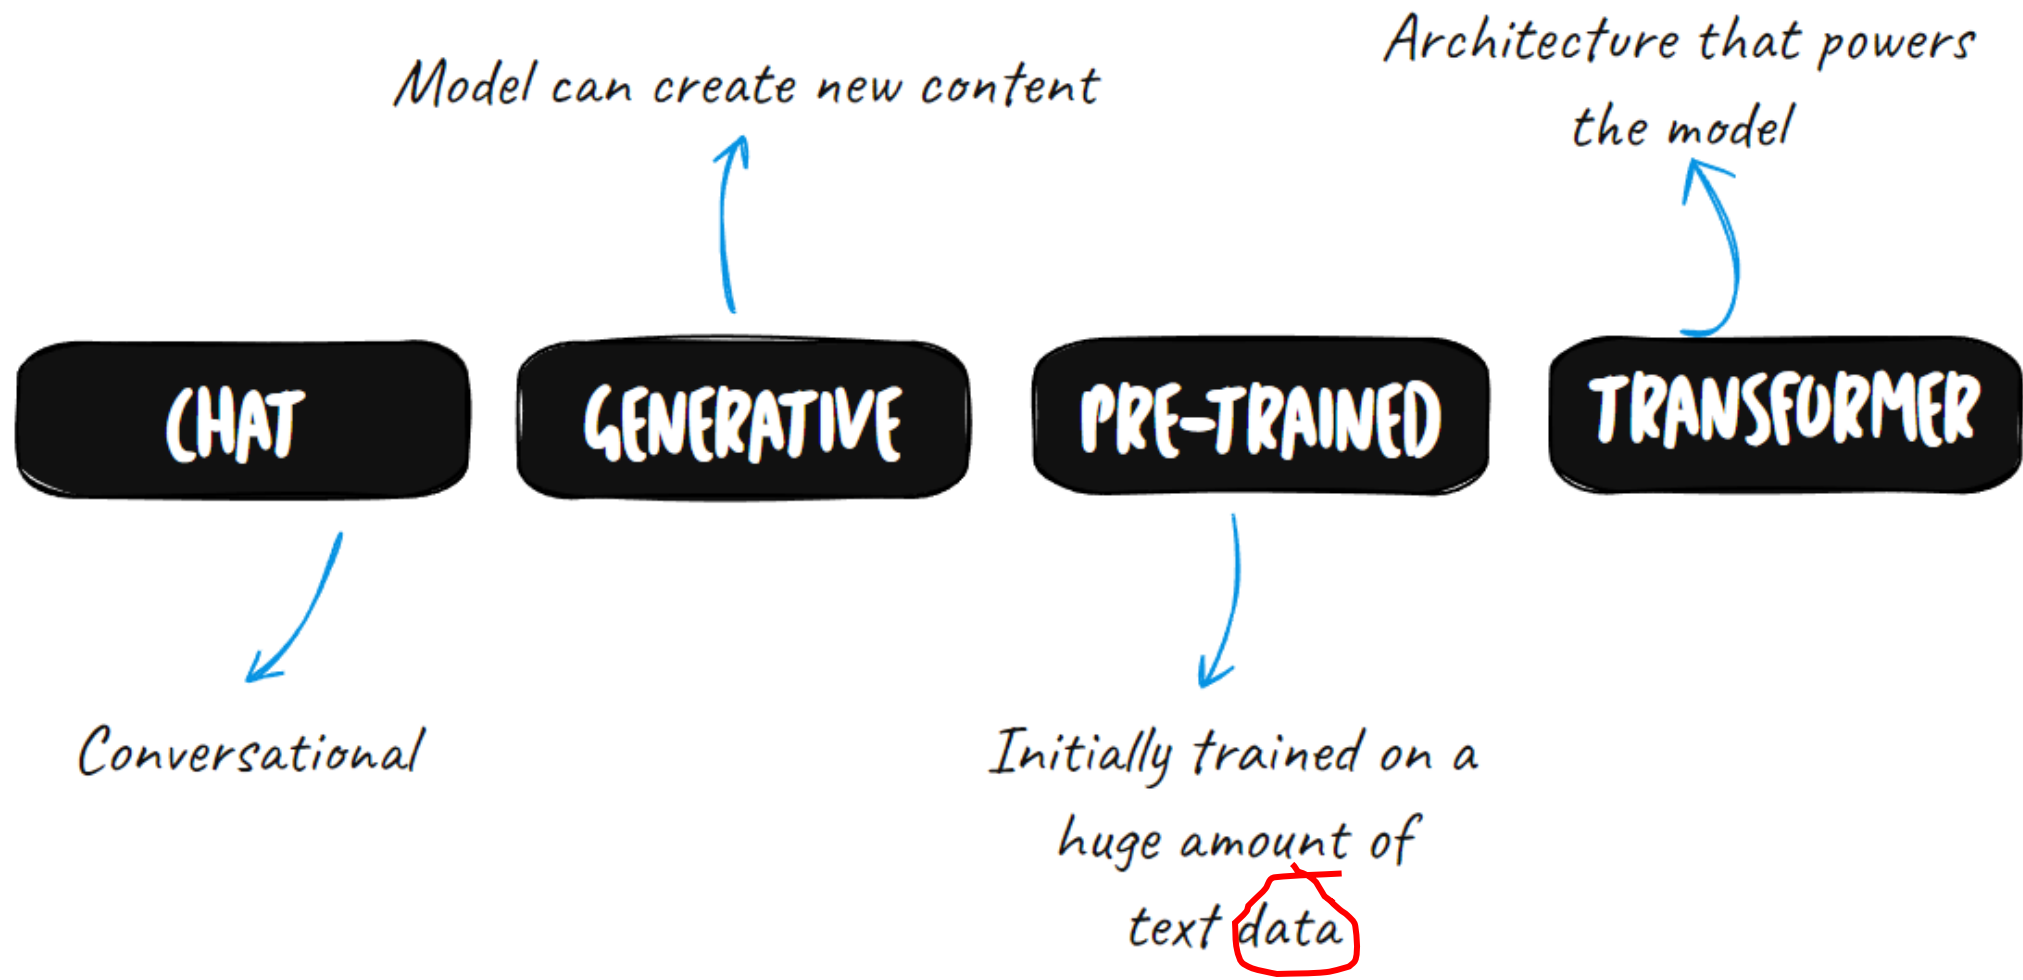 Architecture that powers
the model
Model can create new content
CHAT
GENERATIVE
PRE-TRAINED
TRANSFORMER
Conversational
Initially trained on a
huge amount of
text data